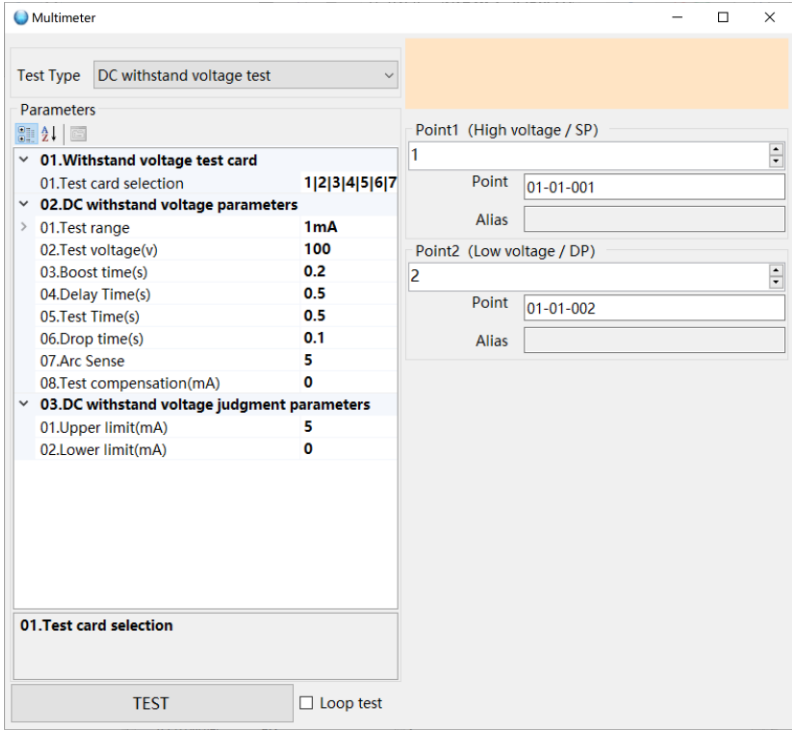 Multimeter
Test Type DC withstand voltage test
Parameters
01.Withstand voltage test card
01.Test card selection 1|2|3|4|5|6|7
02.DC withstand voltage parameters
01.Test range 1mA
02.Test voltage(v) 100
03.Boost time(s) 0.2
04.Delay Time(s) 0.5
05.Test Time(s) 0.5
06.Drop time(s) 0.1
07.Arc Sense 5
08.Test compensation(mA) 0
03.DC withstand voltage judgment parameters
01.Upper limit(mA) 5
02.Lower limit(mA) 0
01.Test card selection
TEST
Loop test
Point1 (High voltage / SP)
1
Point 01-01-001
Alias
Point2 (Low voltage / DP)
2
Point 01-01-002
Alias